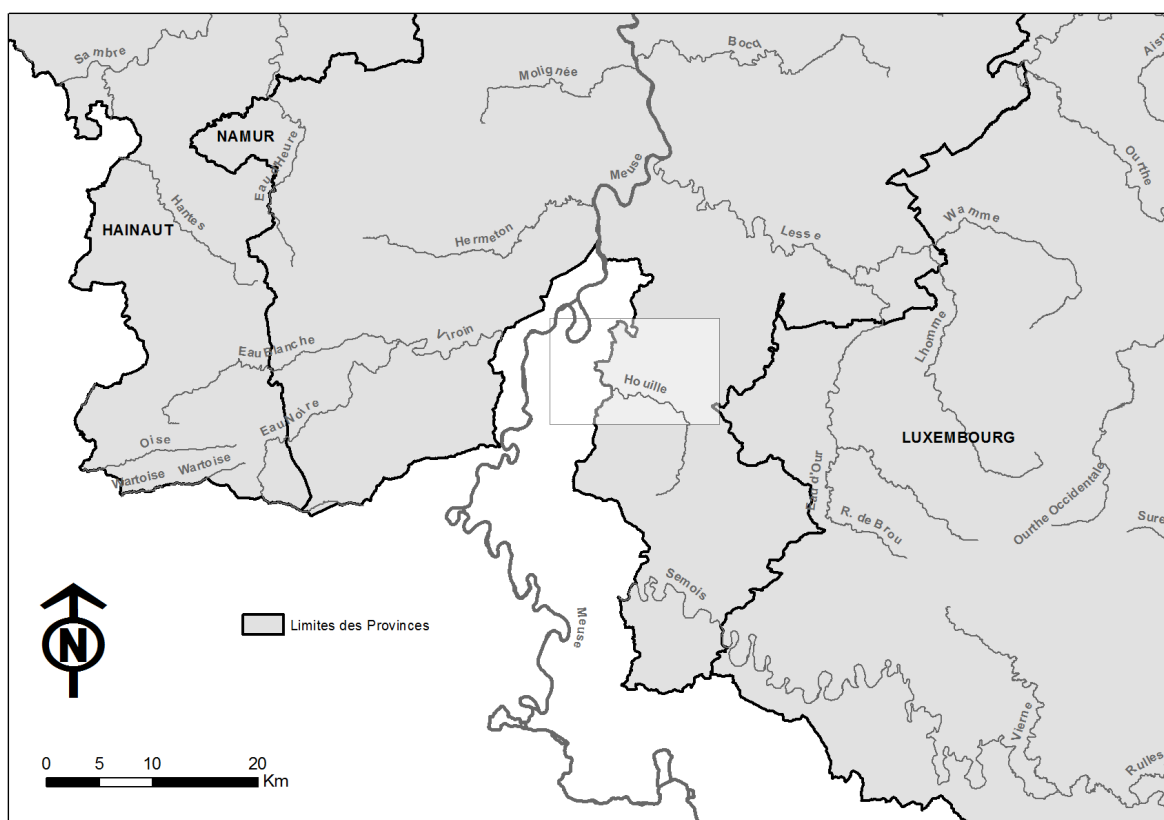 Sambre
Bocq
Aisn
Molignée
NAMUR
Eau d'Heure
Meuse
Ourthe
Hantes
Wamme
HAINAUT
Hermeton
Lesse
Viroin
Eau Blanche
Lhomme
Houille
Eau Noire
Oise
LUXEMBOURG
Wartoise Wartoise
Eau d'Our
Ourthe Occidentale
R. de Brou
Sure
Semois
Meuse
N
Limites des Provinces
Vierne
Rulles
0 5 10 20
Km